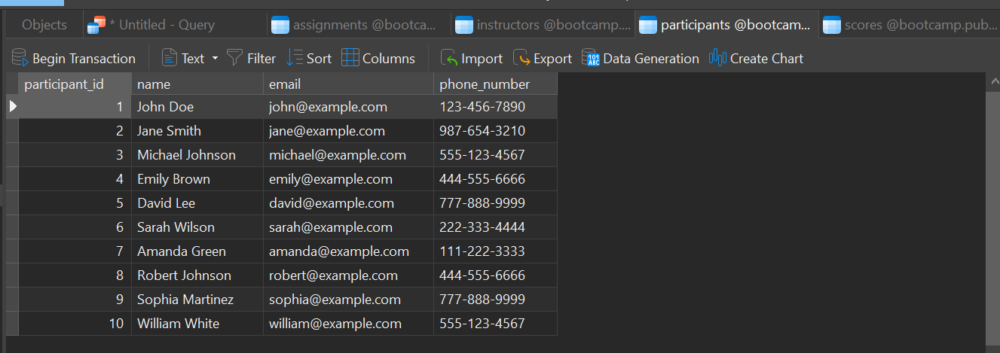 Objects * Untitled - Query assignments @bootca... instructors @bootcamp.... participants @bootcam... scores @bootcamp.pub...
Begin Transaction Text Filter Sort Columns Import Export Data Generation Create Chart
participant_id name email phone_number
1 John Doe john@example.com 123-456-7890
2 Jane Smith jane@example.com 987-654-3210
3 Michael Johnson michael@example.com 555-123-4567
4 Emily Brown emily@example.com 444-555-6666
5 David Lee david@example.com 777-888-9999
6 Sarah Wilson sarah@example.com 222-333-4444
7 Amanda Green amanda@example.com 111-222-3333
8 Robert Johnson robert@example.com 444-555-6666
9 Sophia Martinez sophia@example.com 777-888-9999
10 William White william@example.com 555-123-4567